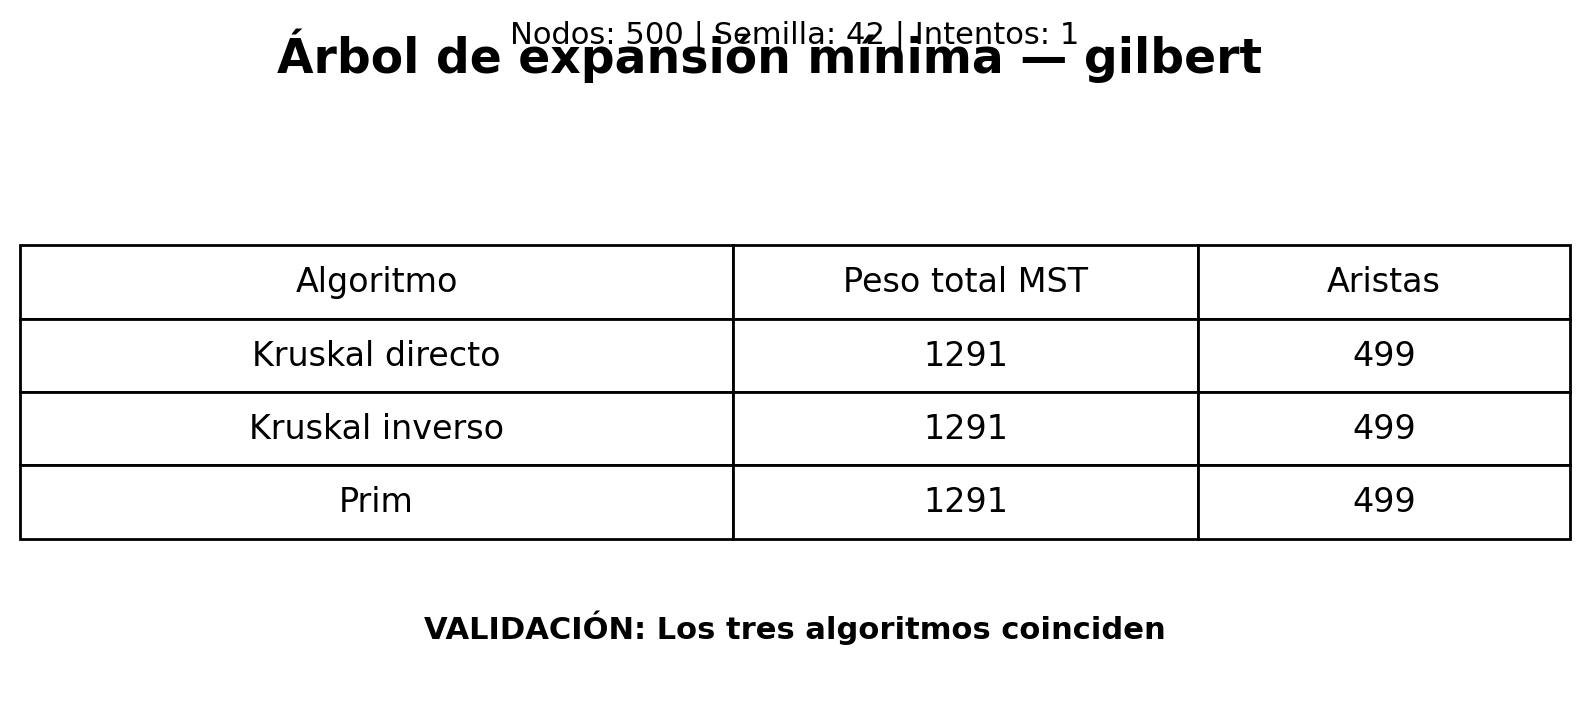 Nodos: 500 | Semilla: 42 | Intentos: 1
Árbol de expansión mínima — gilbert
Algoritmo Peso total MST Aristas
Kruskal directo 1291 499
Kruskal inverso 1291 499
Prim 1291 499
VALIDACIÓN: Los tres algoritmos coinciden